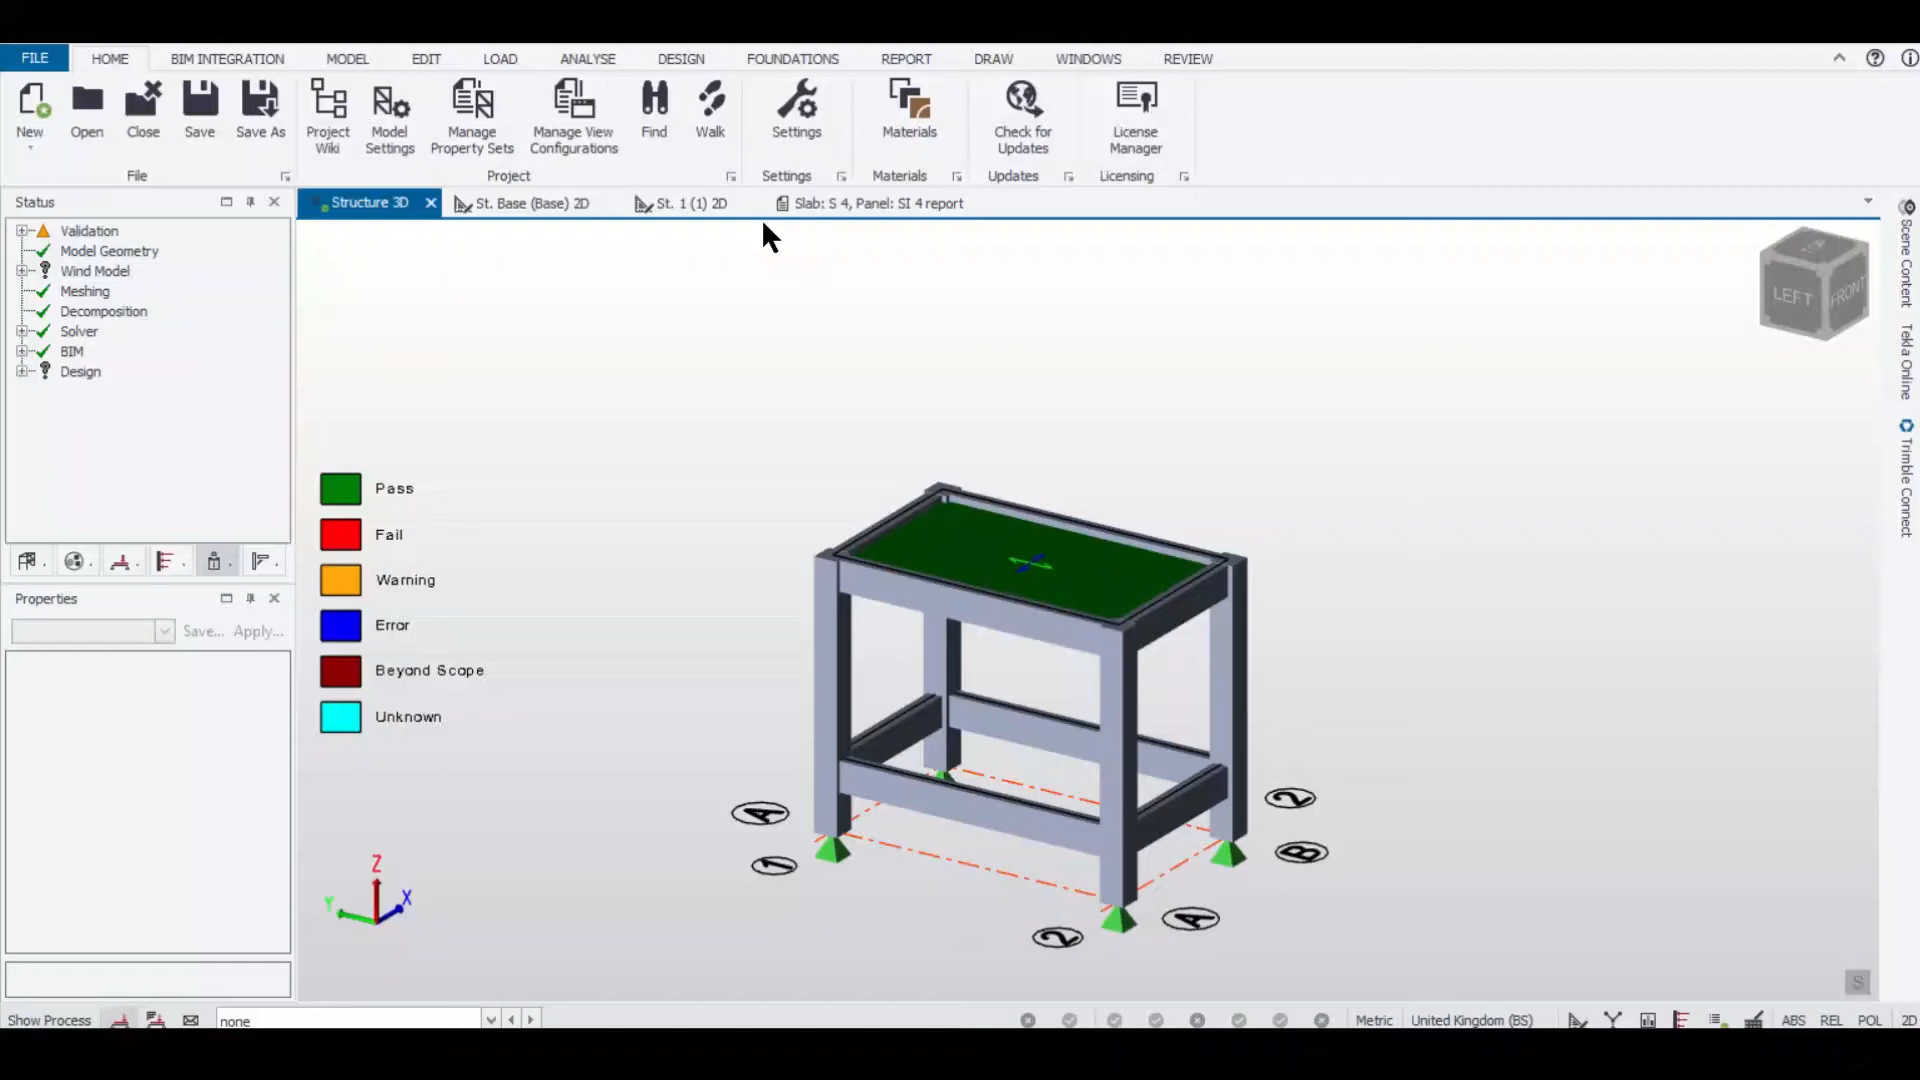 FILE HOME BIM INTEGRATION MODEL EDIT LOAD ANALYSE DESIGN FOUNDATIONS REPORT DRAW WINDOWS REVIEW
New Open Close Save Save As Project Wiki Model Settings Manage Property Sets Manage View Configurations Find Walk Settings Materials Check for Updates License Manager
File Project Settings Materials Updates Licensing
Status
Structure 3D St. Base (Base) 2D St. 1 (1) 2D Slab: S 4, Panel: SI 4 report
Validation
Model Geometry
Wind Model
Meshing
Decomposition
Solver
BIM
Design
Properties
Save... Apply...
Pass
Fail
Warning
Error
Beyond Scope
Unknown
LEFT FRONT TOP
Scene Content
Tekla Online
Trimble Connect
A 2
1 B
2 A
Z
Y X
S
Show Process none Metric United Kingdom (BS) ABS REL POL 2D